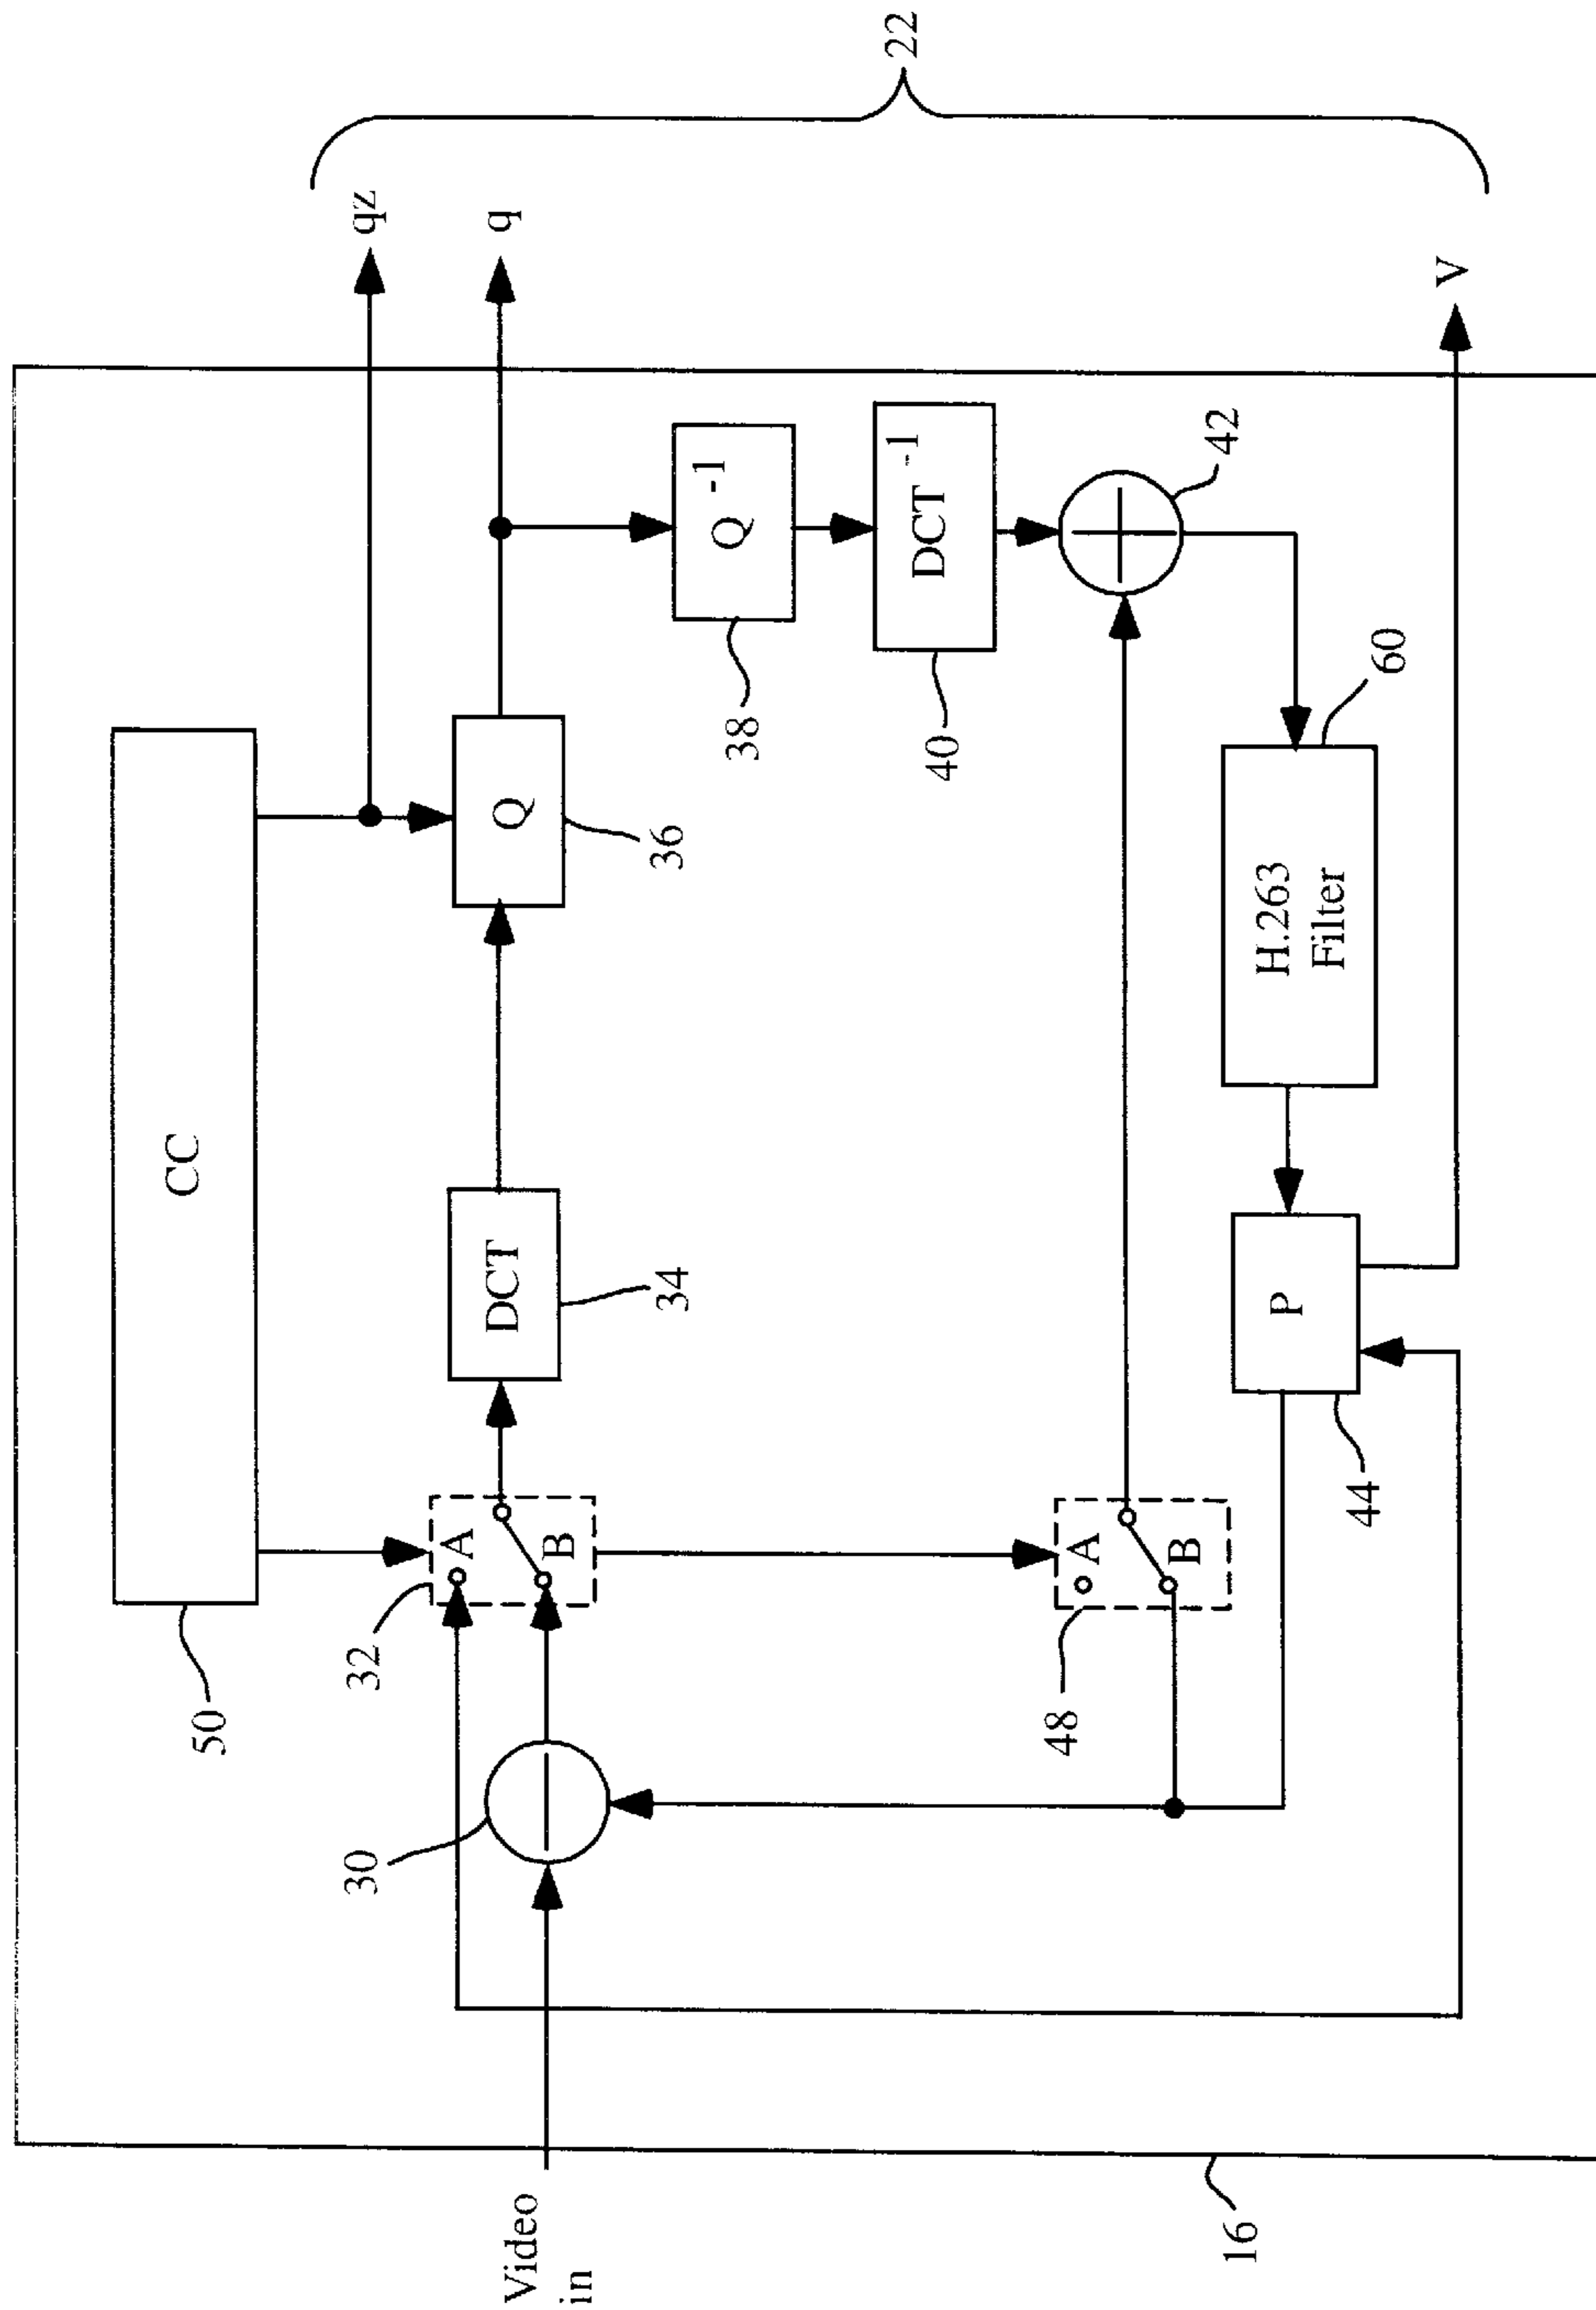 CC
50
qz
q
22
32
A
B
DCT
34
Q
36
Q -1
38
DCT -1
40
30
Video
in
48
A
B
42
H.263
Filter
60
P
44
V
16